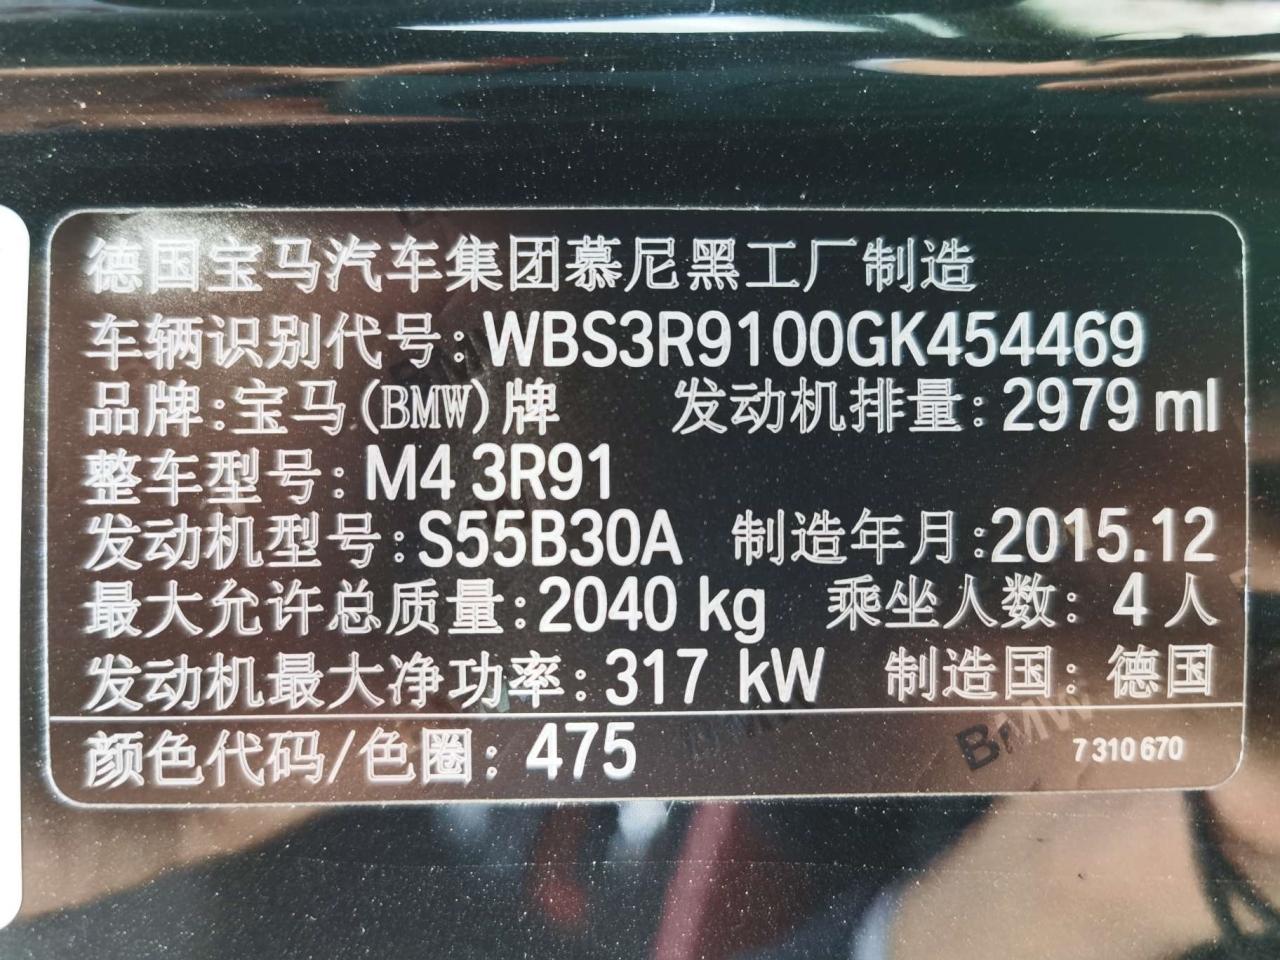 德国宝马汽车集团慕尼黑工厂制造
车辆识别代号:WBS3R9100GK454469
品牌:宝马(BMW)牌 发动机排量:2979 ml
整车型号:M4 3R91
发动机型号:S55B30A 制造年月:2015.12
最大允许总质量:2040 kg 乘坐人数:4人
发动机最大净功率:317 kW 制造国:德国
颜色代码/色圈:475
BMW
7 310 670